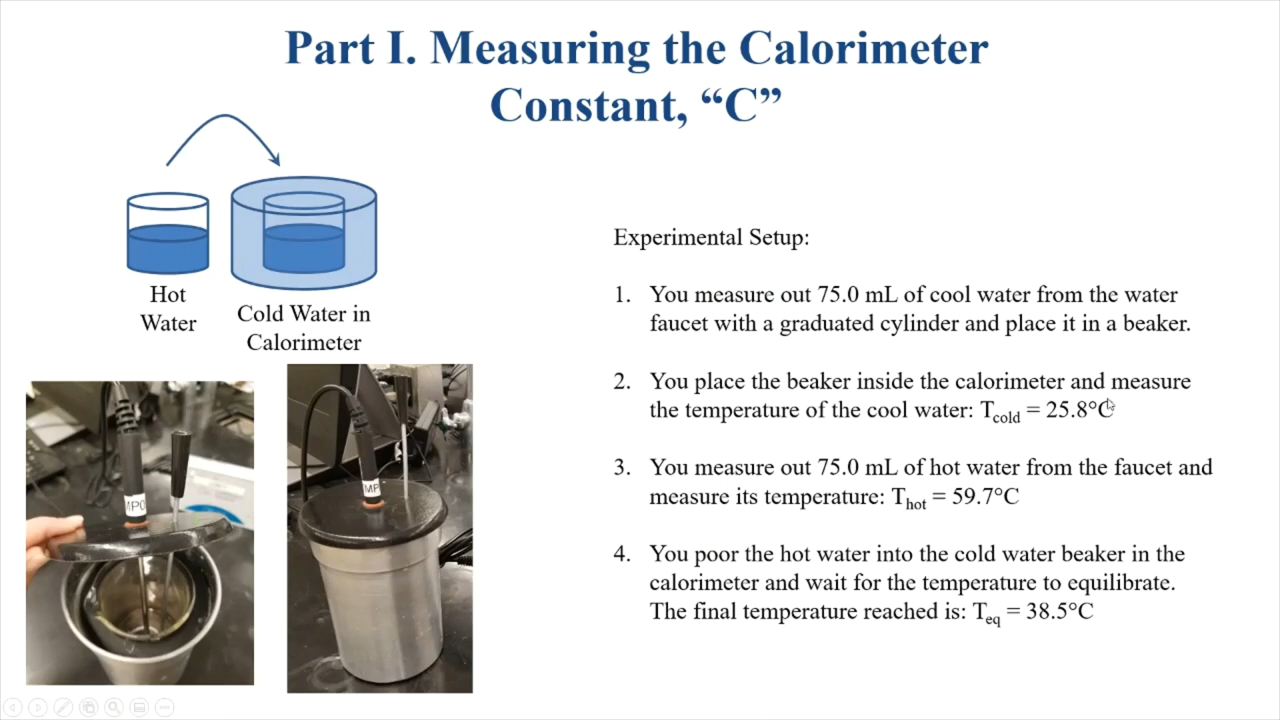 Part I. Measuring the Calorimeter
Constant, “C”
Hot
Water
Cold Water in
Calorimeter
MPO
MP
Experimental Setup:
1. You measure out 75.0 mL of cool water from the water
faucet with a graduated cylinder and place it in a beaker.
2. You place the beaker inside the calorimeter and measure
the temperature of the cool water: Tcold = 25.8°C
3. You measure out 75.0 mL of hot water from the faucet and
measure its temperature: Thot = 59.7°C
4. You poor the hot water into the cold water beaker in the
calorimeter and wait for the temperature to equilibrate.
The final temperature reached is: Teq = 38.5°C